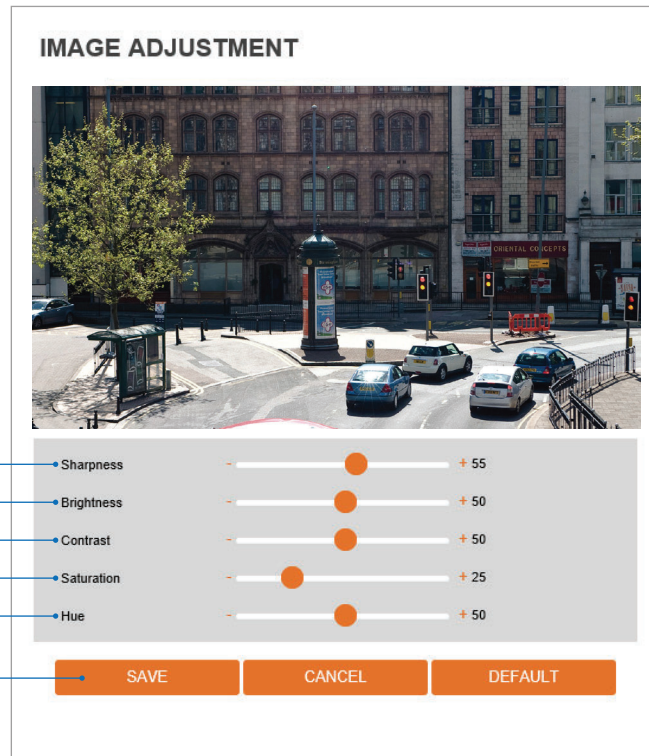 IMAGE ADJUSTMENT
ORIENTAL CONCEPTS
Sharpness - + 55
Brightness - + 50
Contrast - + 50
Saturation - + 25
Hue - + 50
SAVE CANCEL DEFAULT